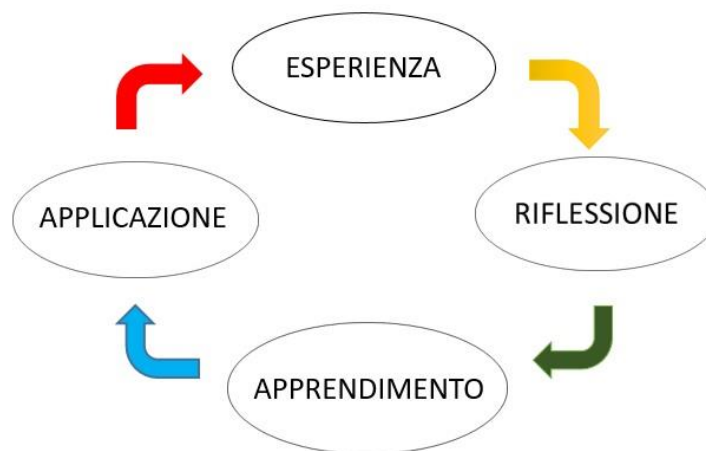 ESPERIENZA
RIFLESSIONE
APPRENDIMENTO
APPLICAZIONE